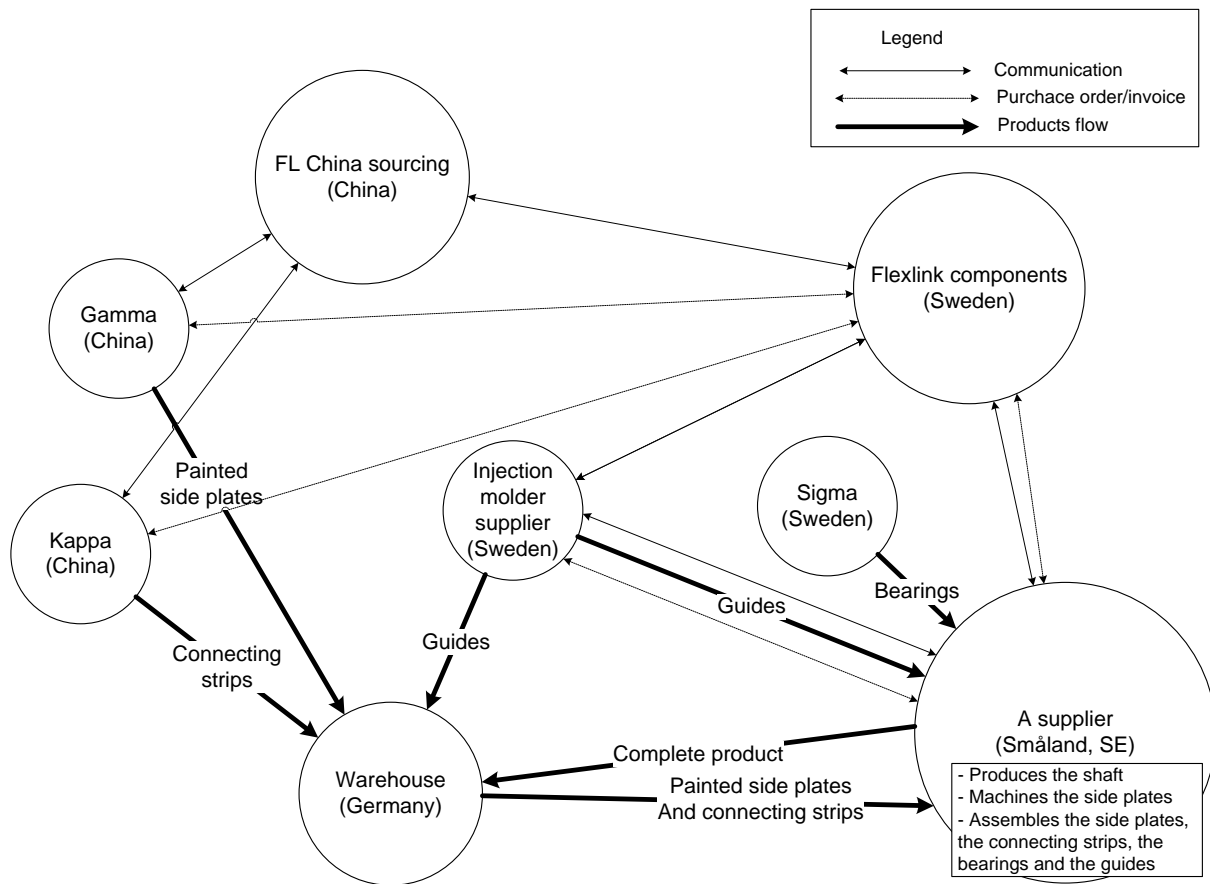 Legend
Communication
Purchace order/invoice
Products flow
FL China sourcing
(China)
Flexlink components
(Sweden)
Gamma
(China)
Painted
side plates
Injection
molder
supplier
(Sweden)
Sigma
(Sweden)
Kappa
(China)
Bearings
Guides
Guides
Connecting
strips
A supplier
(Småland, SE)
Complete product
Warehouse
(Germany)
Painted side plates
And connecting strips
- Produces the shaft
- Machines the side plates
- Assembles the side plates,
the connecting strips, the
bearings and the guides